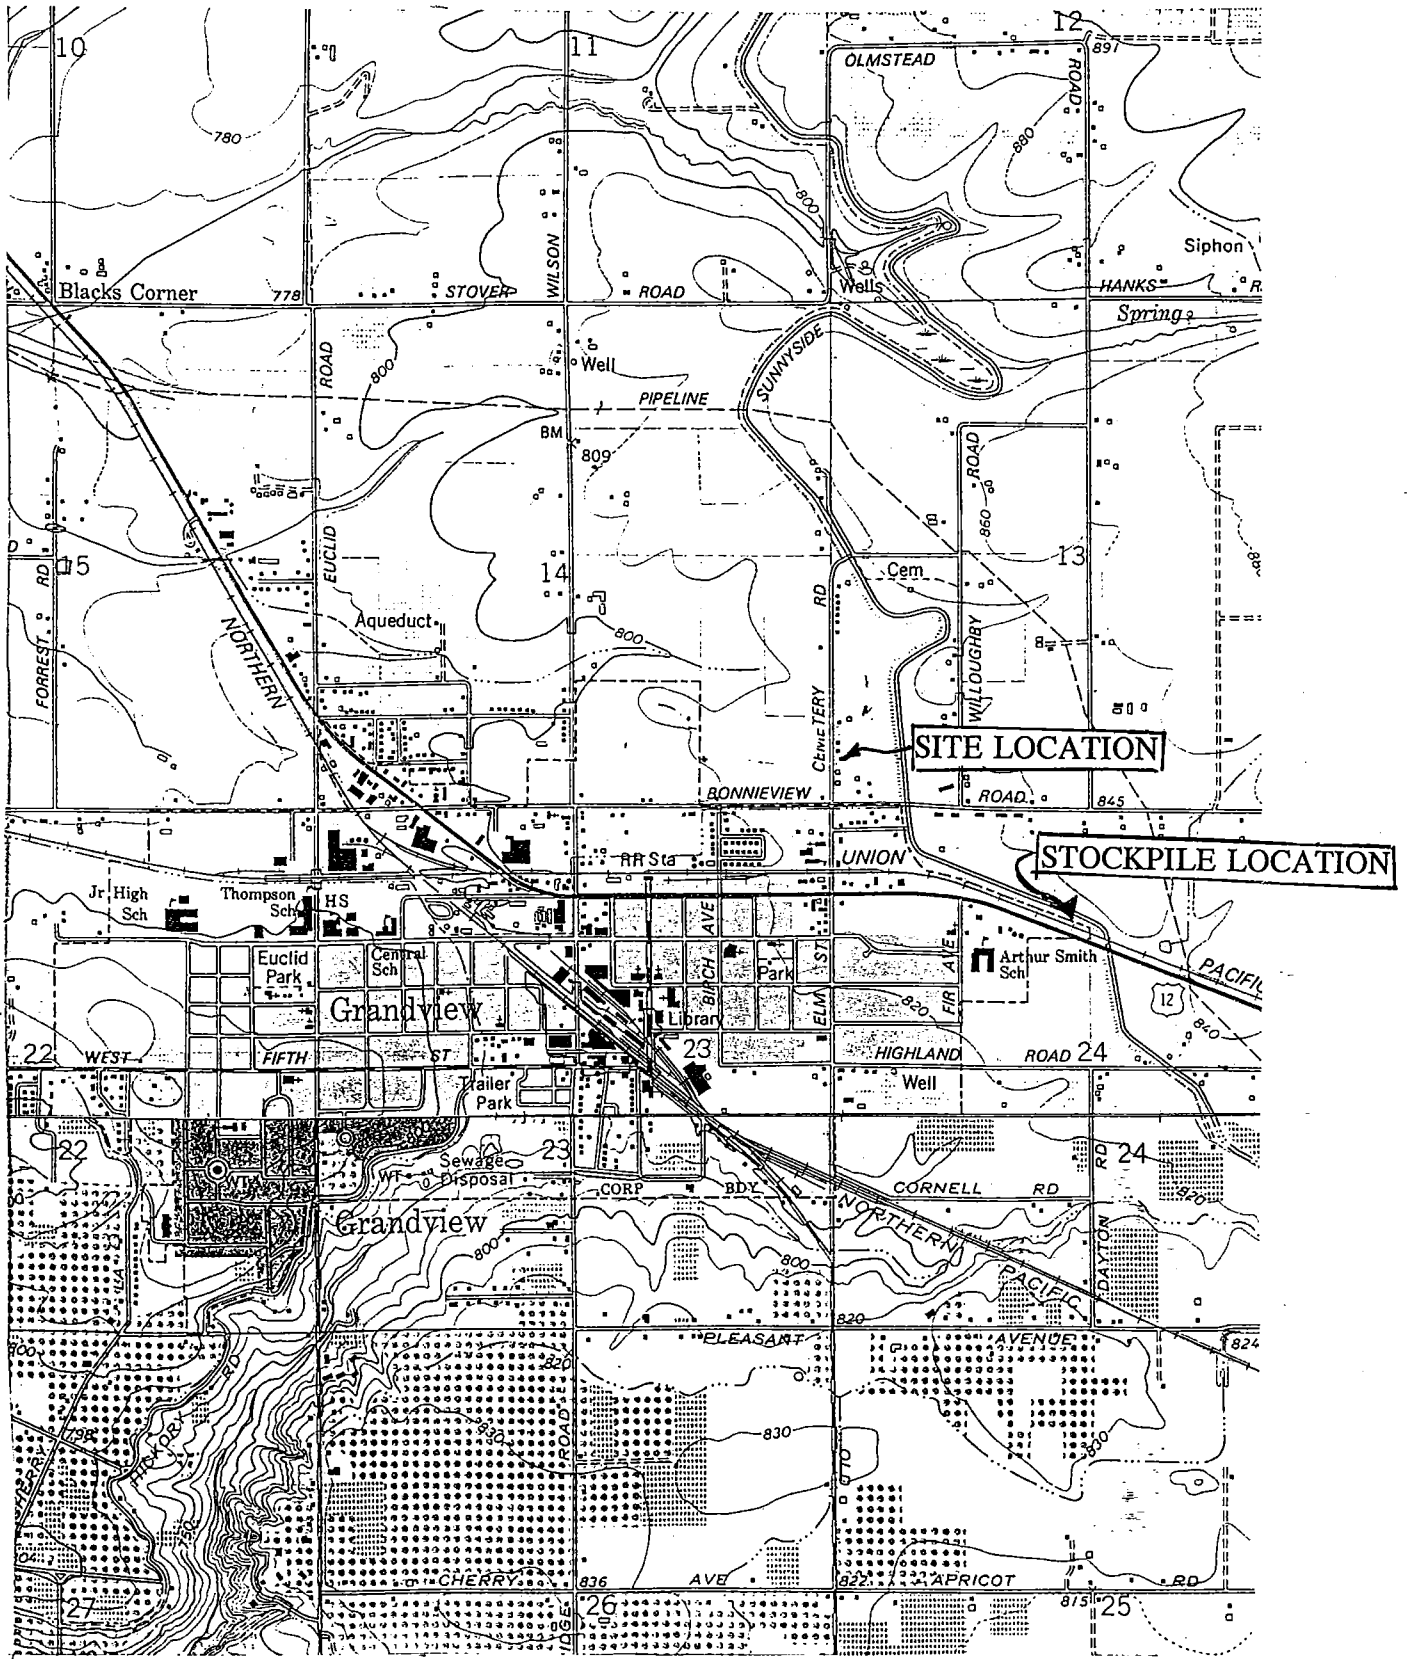 10
11
12
891
OLMSTEAD
ROAD
780
880
800
WILSON
Siphon
Blacks Corner
778
STOVER
ROAD
Wells
HANKS
Spring
ROAD
800
Well
SUNNYSIDE
PIPELINE
BM
809
ROAD
860
14
13
15
RD
EUCLID
Cem
RD
Aqueduct
800
NORTHERN
FORREST
WILLOUGHBY
CEMETERY
SITE LOCATION
BONNIEVIEW
ROAD
845
RR Sta
UNION
STOCKPILE LOCATION
Jr High
Sch
Thompson
Sch
HS
AVE
BIRCH
Euclid
Park
Central
Sch
Park
ST
ELM
AVE
FIR
Arthur Smith
Sch
PACIFIC
12
820
840
Grandview
Library
22
WEST
FIFTH
ST
23
HIGHLAND
ROAD
24
Trailer
Park
Well
22
23
24
RD
Sewage
Disposal
WT
CORP
BDY
CORNELL
RD
820
Grandview
NORTHERN
DAYTON
800
800
PACIFIC
820
PLEASANT
AVENUE
824
800
820
RD
HICKORY
798
830
ROAD
830
830
750
CHERRY
836
AVE
822
APRICOT
RD
815
27
26
25